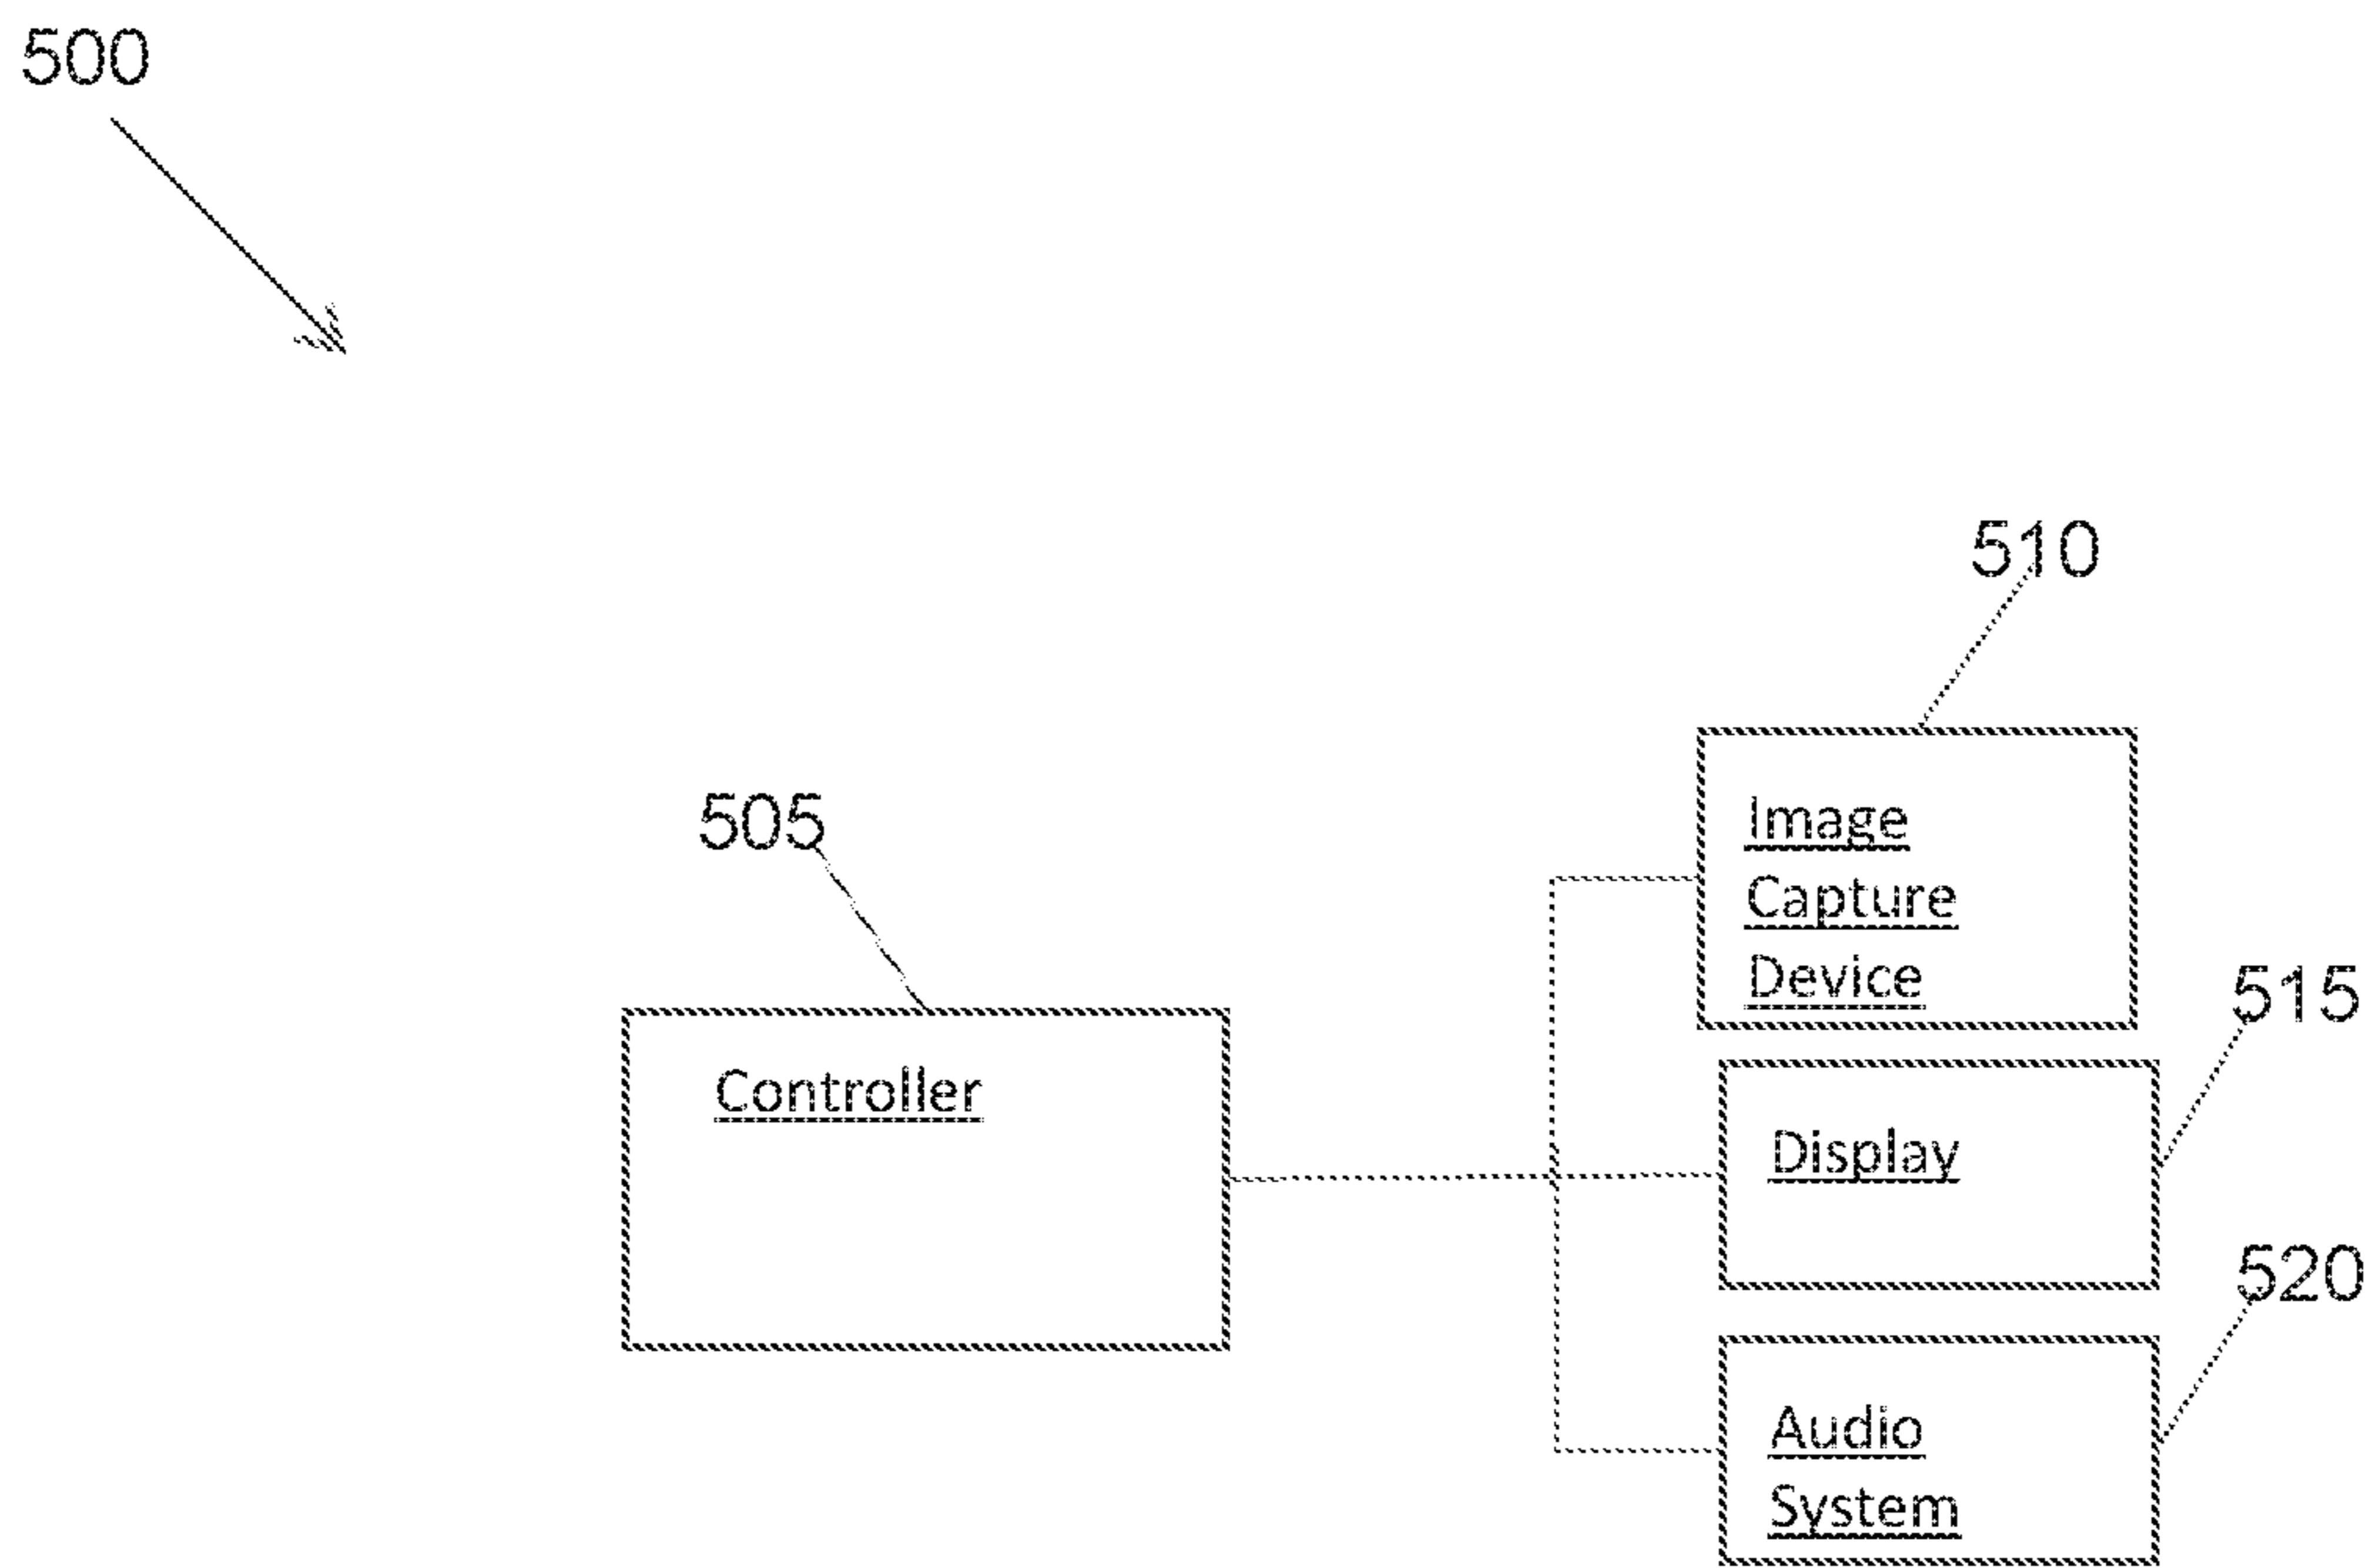 500
510
Image
Capture
Device
505
Controller
515
Display
520
Audio
System